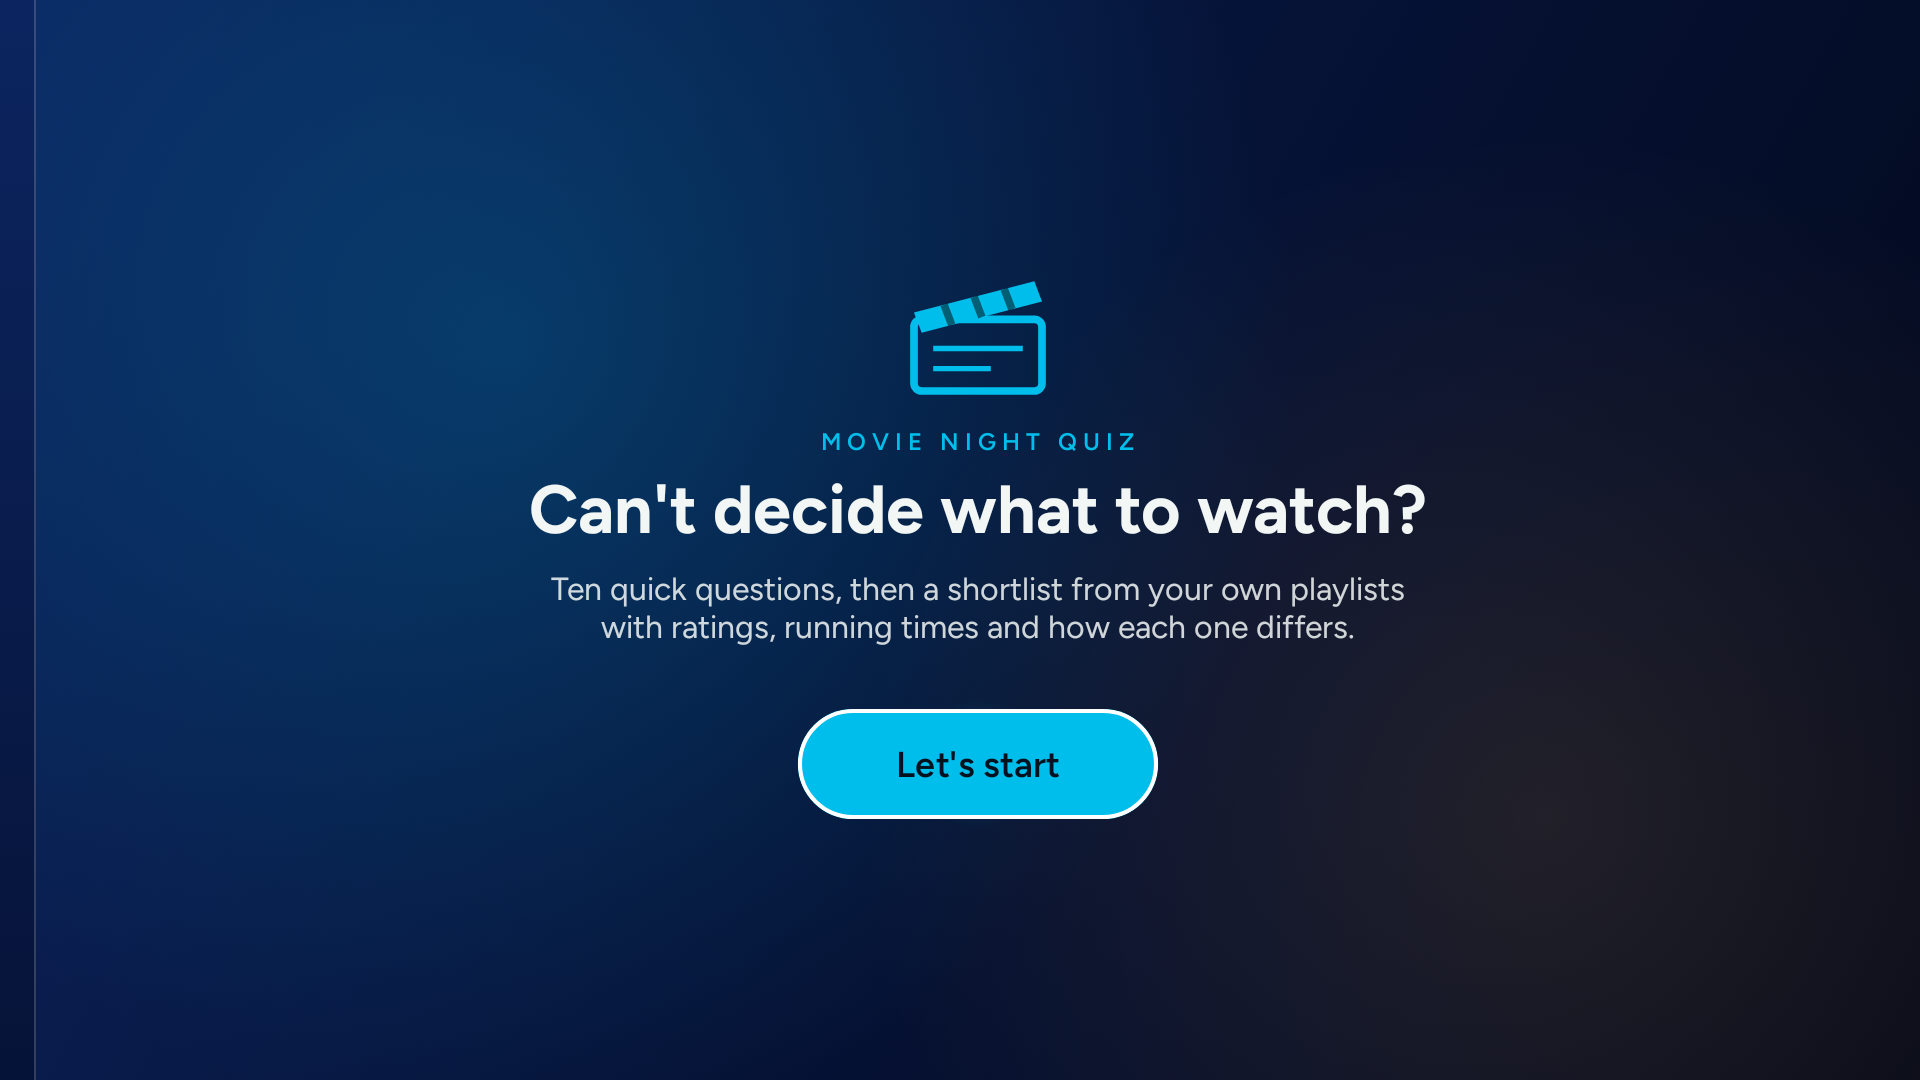 MOVIE NIGHT QUIZ
Can't decide what to watch?
Ten quick questions, then a shortlist from your own playlists
with ratings, running times and how each one differs.
Let's start